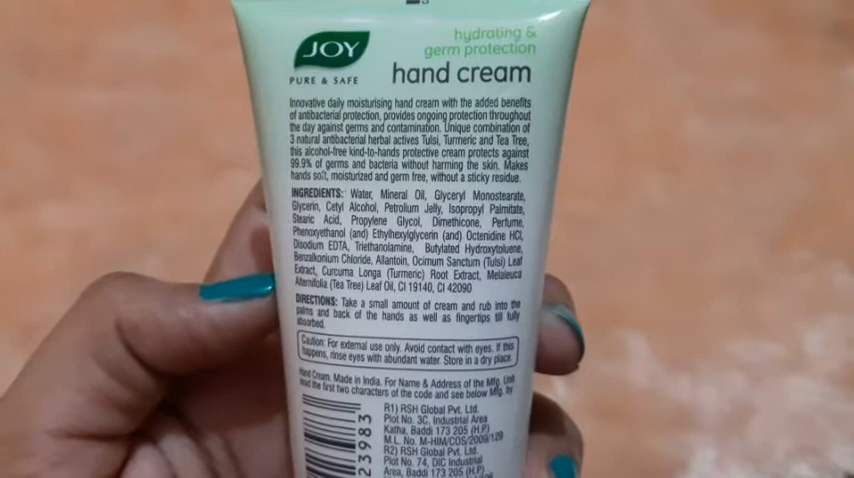 JOY
PURE & SAFE
hydrating &
germ protection
hand cream
Innovative daily moisturising hand cream with the added benefits
of antibacterial protection, provides ongoing protection throughout
the day against germs and contamination. Unique combination of
3 natural antibacterial herbal actives Tulsi, Turmeric and Tea Tree,
this alcohol-free kind-to-hands protective cream protects against
99.9% of germs and bacteria without harming the skin. Makes
hands soft, moisturized and germ free, without a sticky residue.
INGREDIENTS: Water, Mineral Oil, Glyceryl Monostearate,
Glycerin, Cetyl Alcohol, Petrolium Jelly, Isopropyl Palmitate,
Stearic Acid, Propylene Glycol, Dimethicone, Perfume,
Phenoxyethanol (and) Ethylhexylglycerin (and) Octenidine HCl,
Disodium EDTA, Triethanolamine, Butylated Hydroxytoluene,
Benzalkonium Chloride, Allantoin, Ocimum Sanctum (Tulsi) Leaf
Extract, Curcuma Longa (Turmeric) Root Extract, Melaleuca
Alternifolia (Tea Tree) Leaf Oil, CI 19140, CI 42090
DIRECTIONS: Take a small amount of cream and rub into the
palms and back of the hands as well as fingertips till fully
absorbed.
Caution: For external use only. Avoid contact with eyes. If this
happens, rinse eyes with abundant water. Store in a dry place
Hand Cream. Made in India. For Name & Address of the Mfg. Unit
read the first two characters of the code and see below Mfg. by
R1) RSH Global Pvt. Ltd.
Plot No. 3C, Industrial Area
Katha, Baddi 173 205 (H.P)
M.L. No. M-HIM/COS/2009/129
R2) RSH Global Pvt. Ltd.
Plot No. 74, DIC Industrial
Area, Baddi 173 205 (H.P)
23983